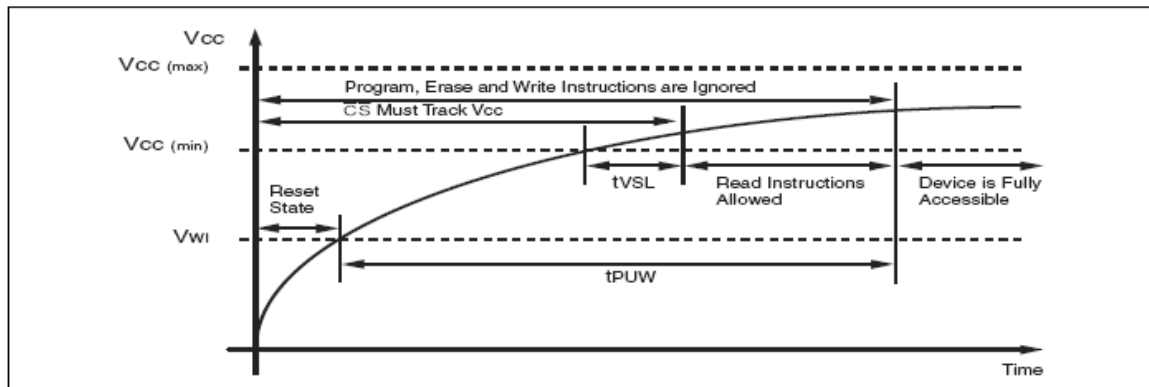 Vcc
Vcc (max)
Program, Erase and Write Instructions are Ignored
CS Must Track Vcc
Vcc (min)
tVSL
Read Instructions
Allowed
Device is Fully
Accessible
Reset
State
VWI
tPUW
Time